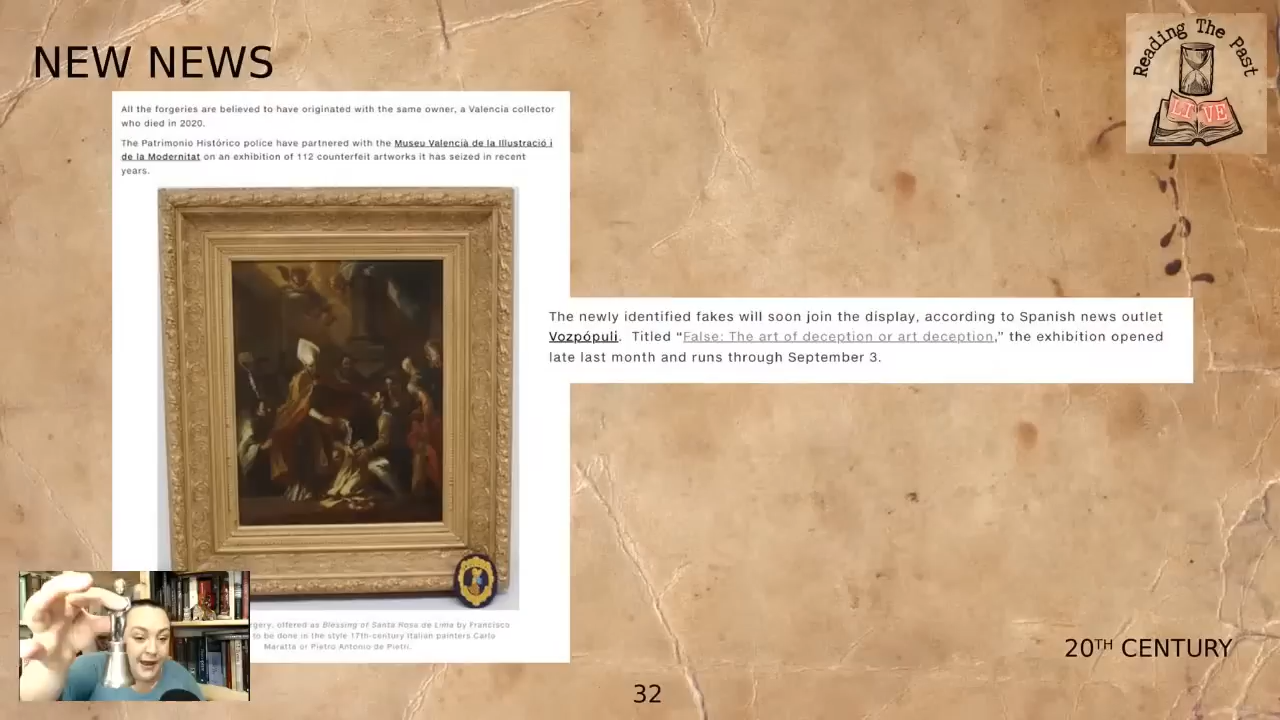 NEW NEWS
Reading The Past
LIVE
All the forgeries are believed to have originated with the same owner, a Valencia collector
who died in 2020.
The Patrimonio Histórico police have partnered with the Museu Valencià de la Illustració i
de la Modernitat on an exhibition of 112 counterfeit artworks it has seized in recent
years.
The newly identified fakes will soon join the display, according to Spanish news outlet
Vozpópuli. Titled “False: The art of deception or art deception,” the exhibition opened
late last month and runs through September 3.
offered as Blessing of Santa Rosa de Lima by Francisco
to be done in the style 17th-century Italian painters Carlo
Maratta or Pietro Antonio de Pietri.
20TH CENTURY
32